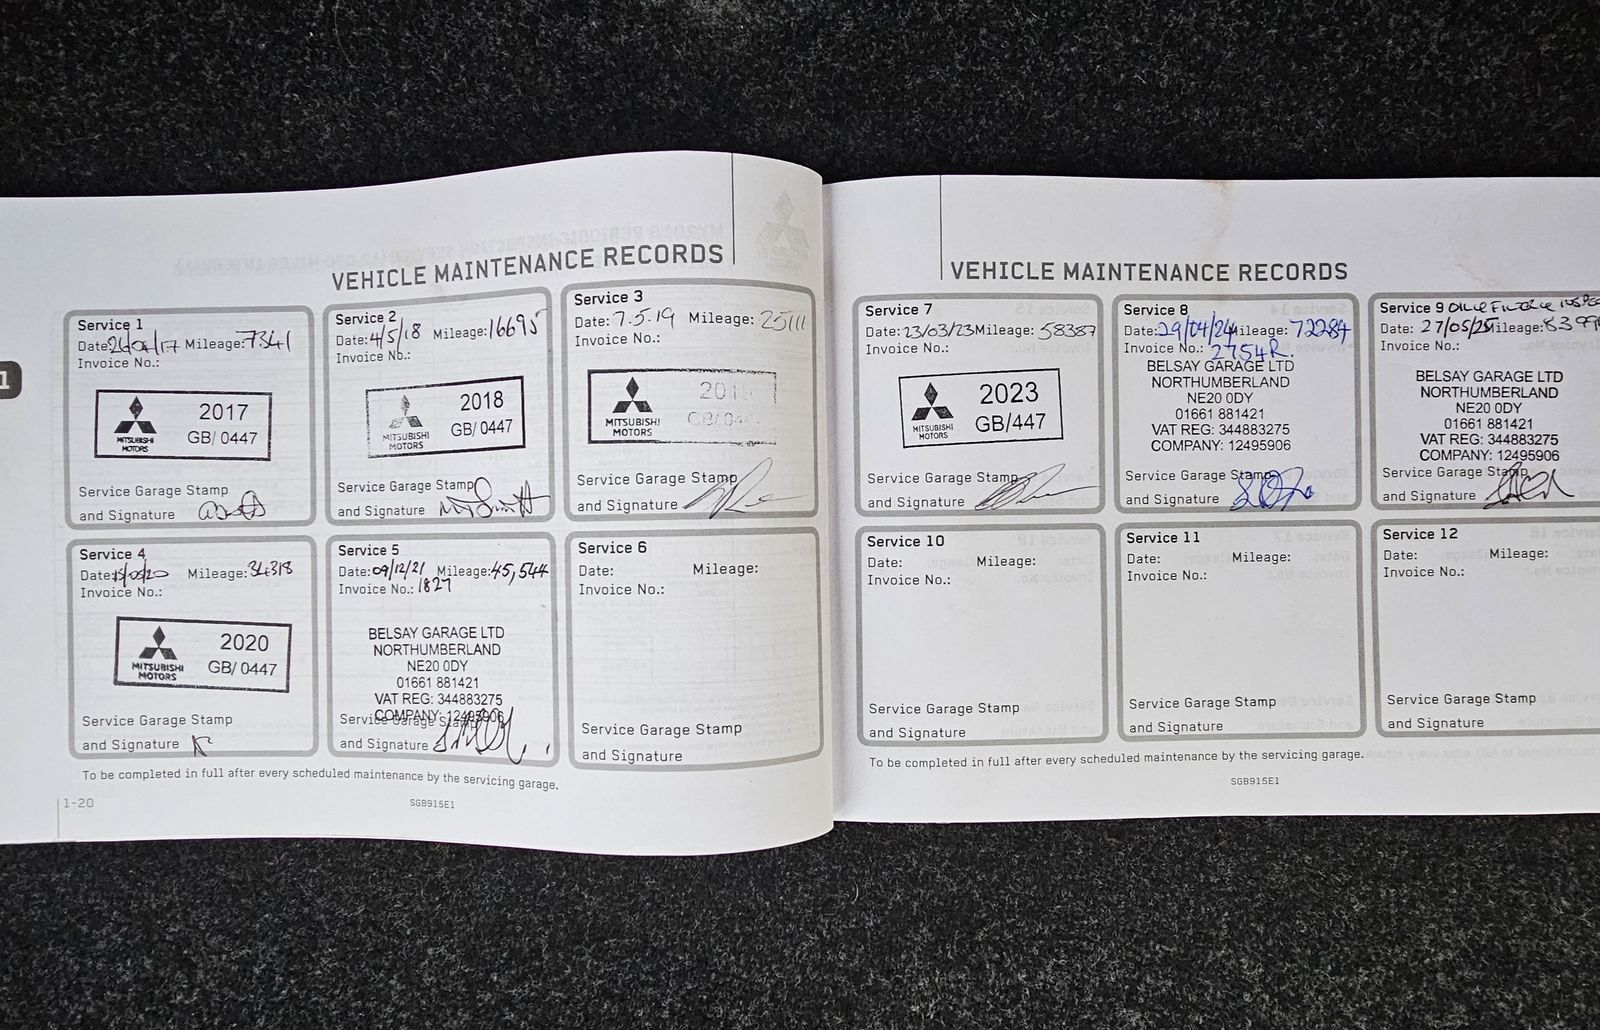 1
VEHICLE MAINTENANCE RECORDS
Service 1
Date: 26/04/17 Mileage: 7341
Invoice No.:
MITSUBISHI
MOTORS
2017
GB/ 0447
Service Garage Stamp
and Signature
Service 2
Date: 4/5/18 Mileage: 16695
Invoice No.:
MITSUBISHI
MOTORS
2018
GB/ 0447
Service Garage Stamp
and Signature
Service 3
Date: 7.5.19 Mileage: 25111
Invoice No.:
MITSUBISHI
MOTORS
Service Garage Stamp
and Signature
Service 4
Date: Mileage: 34318
Invoice No.:
MITSUBISHI
MOTORS
2020
GB/ 0447
Service Garage Stamp
and Signature
Service 5
Date: 09/12/21 Mileage: 45,544
Invoice No.: 1827
BELSAY GARAGE LTD
NORTHUMBERLAND
NE20 0DY
01661 881421
VAT REG: 344883275
COMPANY: 12495906
Service Garage Stamp
and Signature
Service 6
Date: Mileage:
Invoice No.:
Service Garage Stamp
and Signature
To be completed in full after every scheduled maintenance by the servicing garage.
1-20
SGB915E1
VEHICLE MAINTENANCE RECORDS
Service 7
Date: 23/03/23 Mileage: 58387
Invoice No.:
MITSUBISHI
MOTORS
2023
GB/447
Service Garage Stamp
and Signature
Service 8
Date: 29/04/24 Mileage: 72284
Invoice No.: 2754R.
BELSAY GARAGE LTD
NORTHUMBERLAND
NE20 0DY
01661 881421
VAT REG: 344883275
COMPANY: 12495906
Service Garage Stamp
and Signature
Service 9
Date: 27/05/25 Mileage:
Invoice No.:
BELSAY GARAGE LTD
NORTHUMBERLAND
NE20 0DY
01661 881421
VAT REG: 344883275
COMPANY: 12495906
Service Garage Stamp
and Signature
Service 10
Date: Mileage:
Invoice No.:
Service Garage Stamp
and Signature
Service 11
Date: Mileage:
Invoice No.:
Service Garage Stamp
and Signature
Service 12
Date: Mileage:
Invoice No.:
Service Garage Stamp
and Signature
To be completed in full after every scheduled maintenance by the servicing garage.
SGB915E1